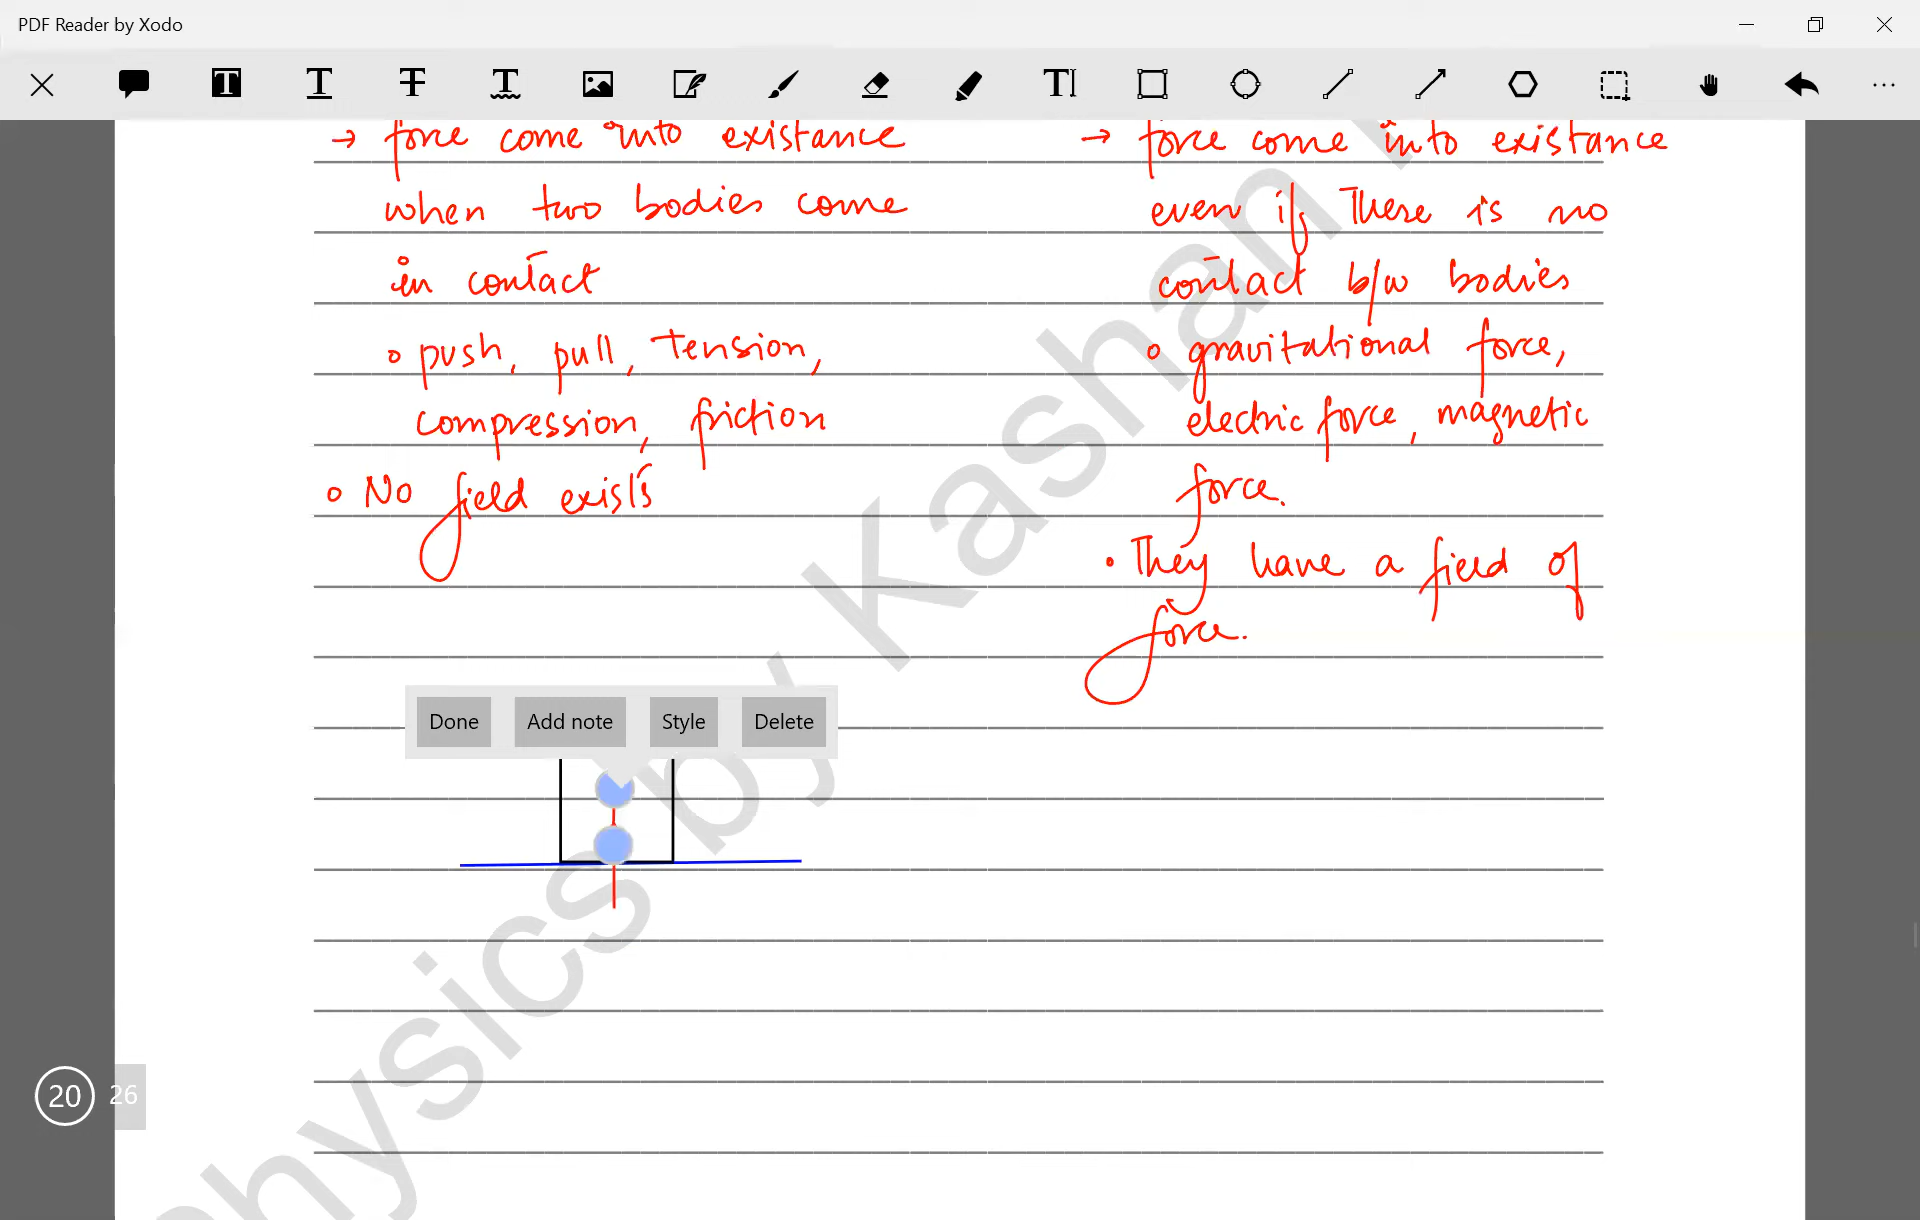 PDF Reader by Xodo
→ force come into existance
when two bodies come
in contact
• push, pull, tension,
compression, friction
• No field exists
→ force come into existance
even if There is no
contact b/w bodies
• gravitational force,
electric force, magnetic
force.
• They have a field of
force.
Done Add note Style Delete
20 26
Physics by Kashan